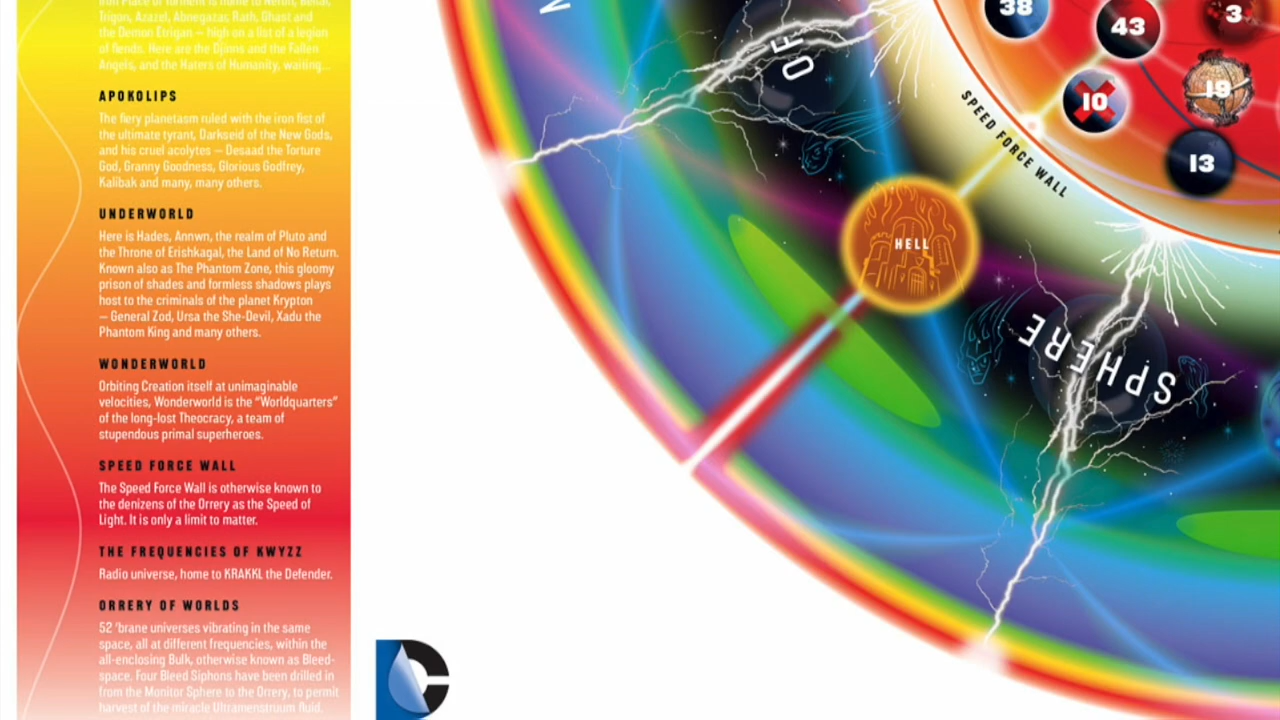 Iron Place of Torment is home to Neron, Belial,
Trigon, Azazel, Abnegazar, Rath, Ghast and
the Demon Etrigan – high on a list of a legion
of fiends. Here are the Djinns and the Fallen
Angels, and the Haters of Humanity, waiting...
APOKOLIPS
The fiery planetasm ruled with the iron fist of
the ultimate tyrant, Darkseid of the New Gods,
and his cruel acolytes – Desaad the Torture
God, Granny Goodness, Glorious Godfrey,
Kalibak and many, many others.
UNDERWORLD
Here is Hades, Annwn, the realm of Pluto and
the Throne of Erishkagal, the Land of No Return.
Known also as The Phantom Zone, this gloomy
prison of shades and formless shadows plays
host to the criminals of the planet Krypton
– General Zod, Ursa the She-Devil, Xadu the
Phantom King and many others.
WONDERWORLD
Orbiting Creation itself at unimaginable
velocities, Wonderworld is the “Worldquarters”
of the long-lost Theocracy, a team of
stupendous primal superheroes.
SPEED FORCE WALL
The Speed Force Wall is otherwise known to
the denizens of the Orrery as the Speed of
Light. It is only a limit to matter.
THE FREQUENCIES OF KWYZZ
Radio universe, home to KRAKKL the Defender.
ORRERY OF WORLDS
52 ’brane universes vibrating in the same
space, all at different frequencies, within the
all-enclosing Bulk, otherwise known as Bleed-
space. Four Bleed Siphons have been drilled in
from the Monitor Sphere to the Orrery, to permit
harvest of the miracle Ultramenstruum fluid.
OF
38
43
3
10
19
13
SPEED FORCE WALL
HELL
SPHERE
DC